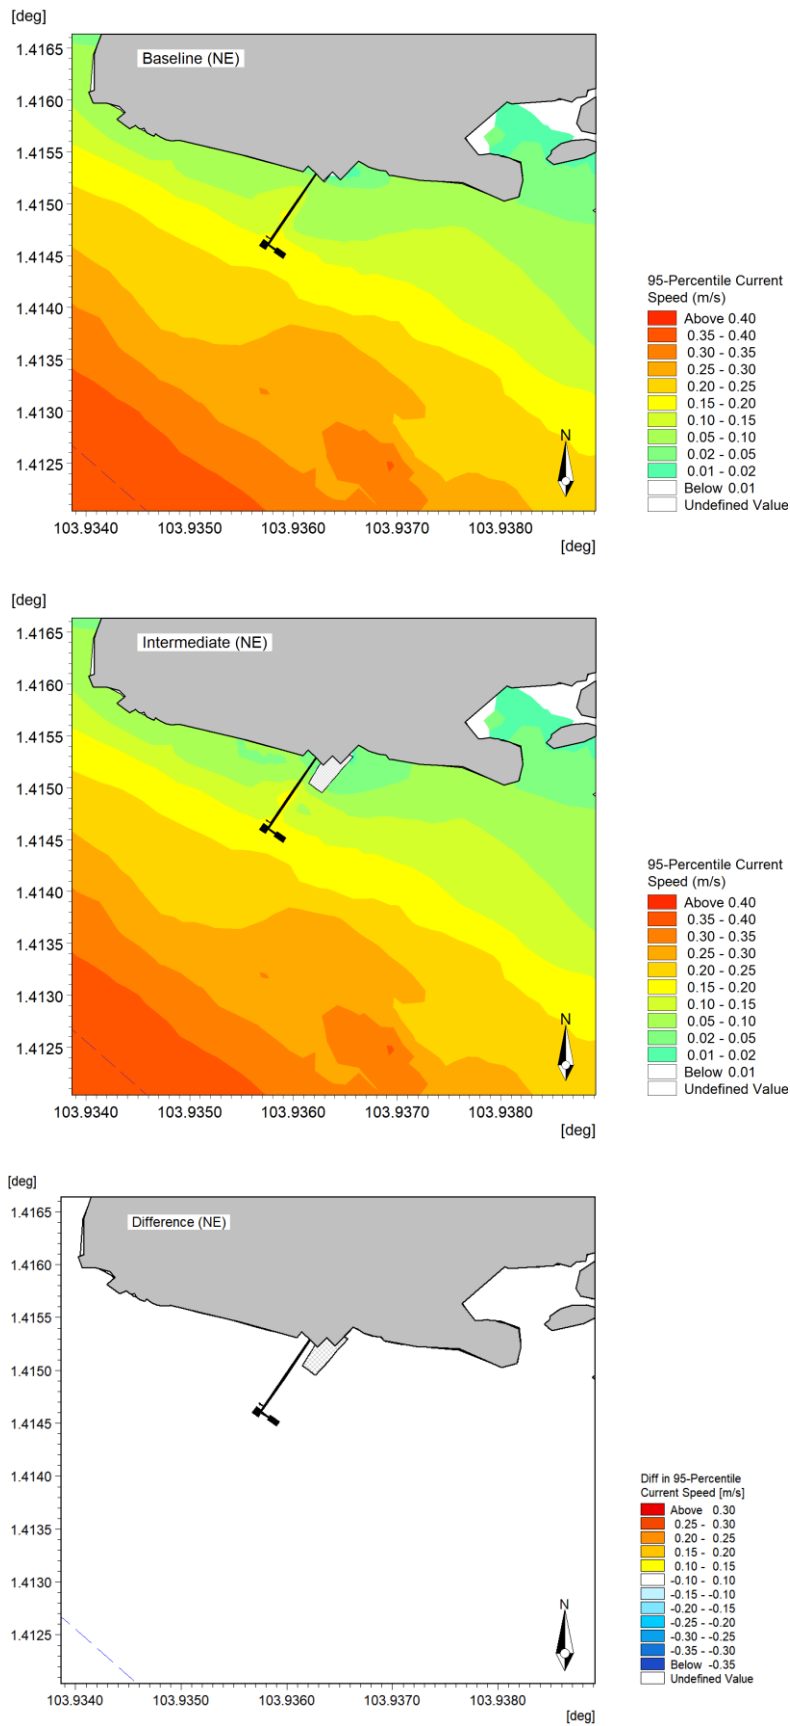 [deg]
Baseline (NE)
1.4165
1.4160
1.4155
1.4150
1.4145
1.4140
1.4135
1.4130
1.4125
N
103.9340 103.9350 103.9360 103.9370 103.9380
[deg]
95-Percentile Current
Speed (m/s)
Above 0.40
0.35 - 0.40
0.30 - 0.35
0.25 - 0.30
0.20 - 0.25
0.15 - 0.20
0.10 - 0.15
0.05 - 0.10
0.02 - 0.05
0.01 - 0.02
Below 0.01
Undefined Value
[deg]
Intermediate (NE)
1.4165
1.4160
1.4155
1.4150
1.4145
1.4140
1.4135
1.4130
1.4125
N
103.9340 103.9350 103.9360 103.9370 103.9380
[deg]
95-Percentile Current
Speed (m/s)
Above 0.40
0.35 - 0.40
0.30 - 0.35
0.25 - 0.30
0.20 - 0.25
0.15 - 0.20
0.10 - 0.15
0.05 - 0.10
0.02 - 0.05
0.01 - 0.02
Below 0.01
Undefined Value
[deg]
Difference (NE)
1.4165
1.4160
1.4155
1.4150
1.4145
1.4140
1.4135
1.4130
1.4125
N
103.9340 103.9350 103.9360 103.9370 103.9380
[deg]
Diff in 95-Percentile
Current Speed [m/s]
Above 0.30
0.25 - 0.30
0.20 - 0.25
0.15 - 0.20
0.10 - 0.15
-0.10 - 0.10
-0.15 - -0.10
-0.20 - -0.15
-0.25 - -0.20
-0.30 - -0.25
-0.35 - -0.30
Below -0.35
Undefined Value